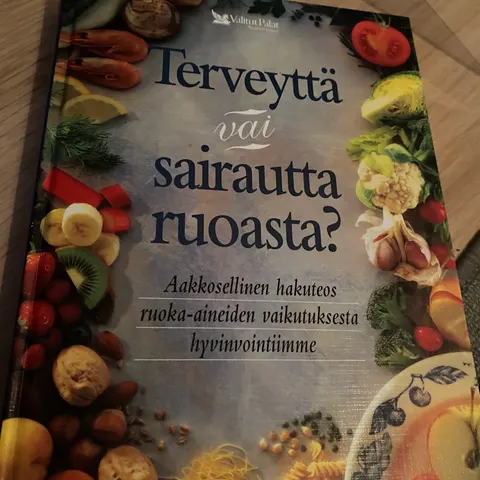 Valitut Palat
Terveyttä
vai
sairautta
ruoasta?
Aakkosellinen hakuteos
ruoka-aineiden vaikutuksesta
hyvinvointiimme